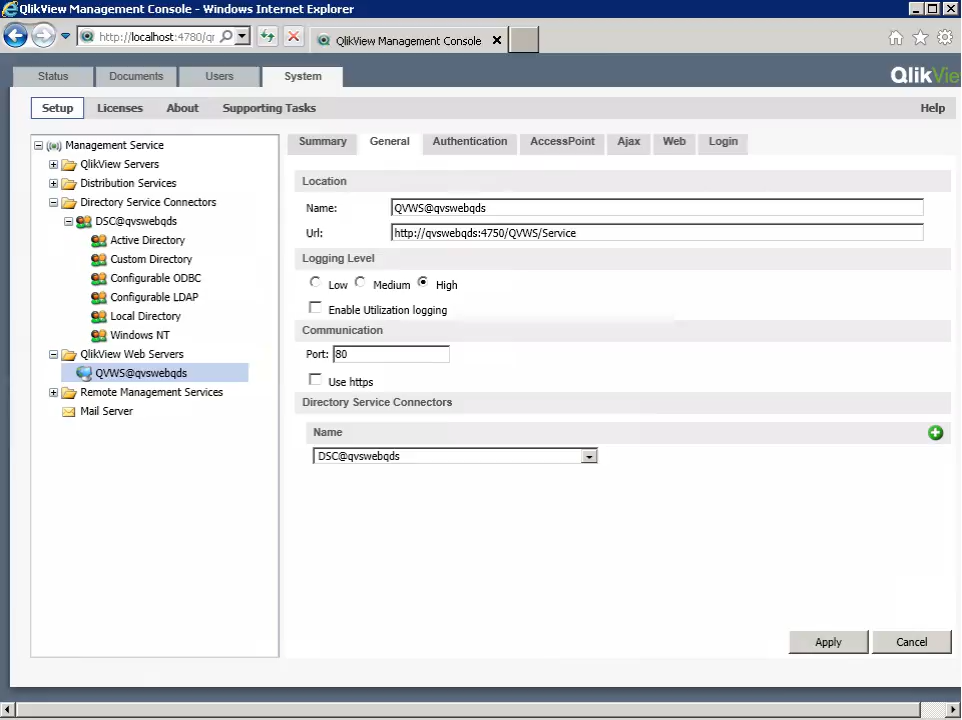 QlikView Management Console - Windows Internet Explorer
http://localhost:4780/qr
QlikView Management Console
Status Documents Users System
QlikVie
Setup Licenses About Supporting Tasks Help
Management Service
QlikView Servers
Distribution Services
Directory Service Connectors
DSC@qvswebqds
Active Directory
Custom Directory
Configurable ODBC
Configurable LDAP
Local Directory
Windows NT
QlikView Web Servers
QVWS@qvswebqds
Remote Management Services
Mail Server
Summary General Authentication AccessPoint Ajax Web Login
Location
Name: QVWS@qvswebqds
Url: http://qvswebqds:4750/QVWS/Service
Logging Level
Low Medium High
Enable Utilization logging
Communication
Port: 80
Use https
Directory Service Connectors
Name
DSC@qvswebqds
Apply Cancel